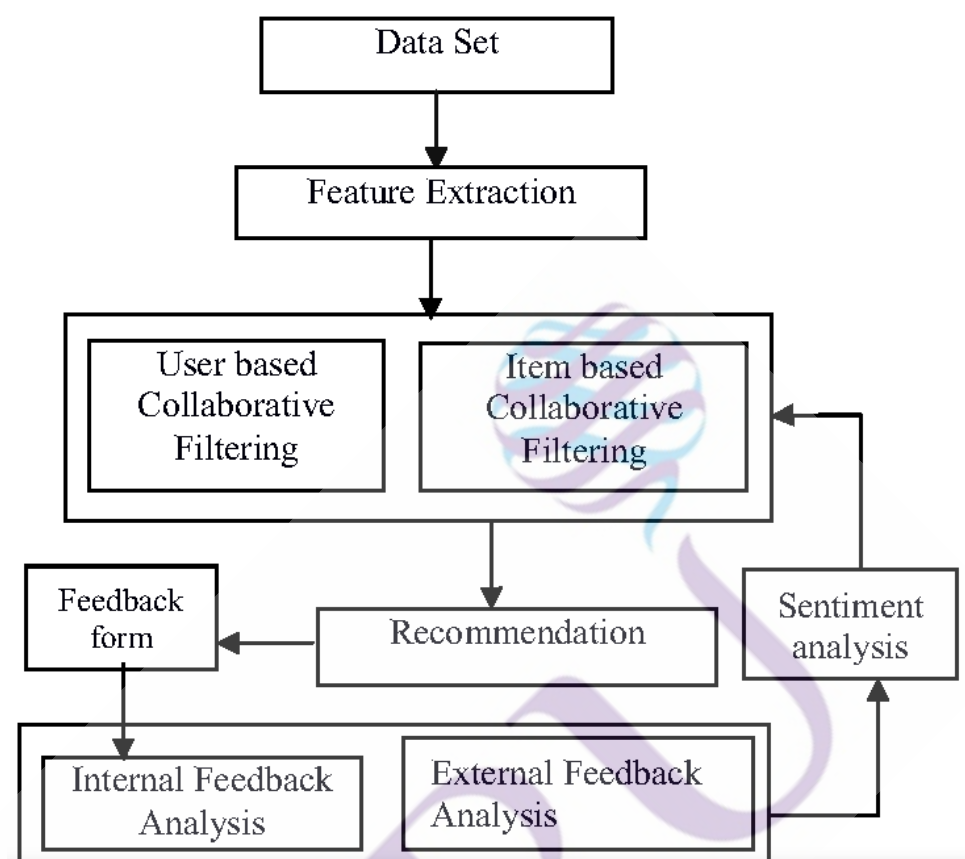 Data Set
Feature Extraction
User based
Collaborative
Filtering
Item based
Collaborative
Filtering
Feedback
form
Recommendation
Sentiment
analysis
Internal Feedback
Analysis
External Feedback
Analysis